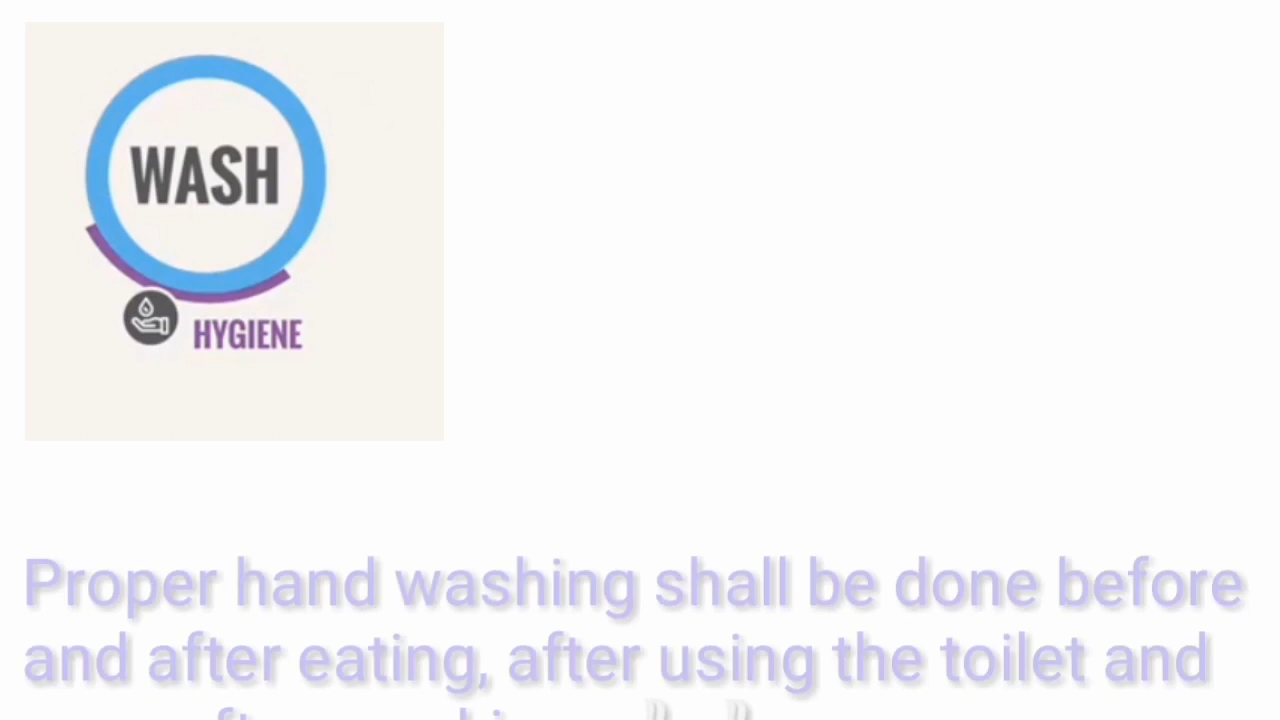 WASH
HYGIENE
Proper hand washing shall be done before
and after eating, after using the toilet and